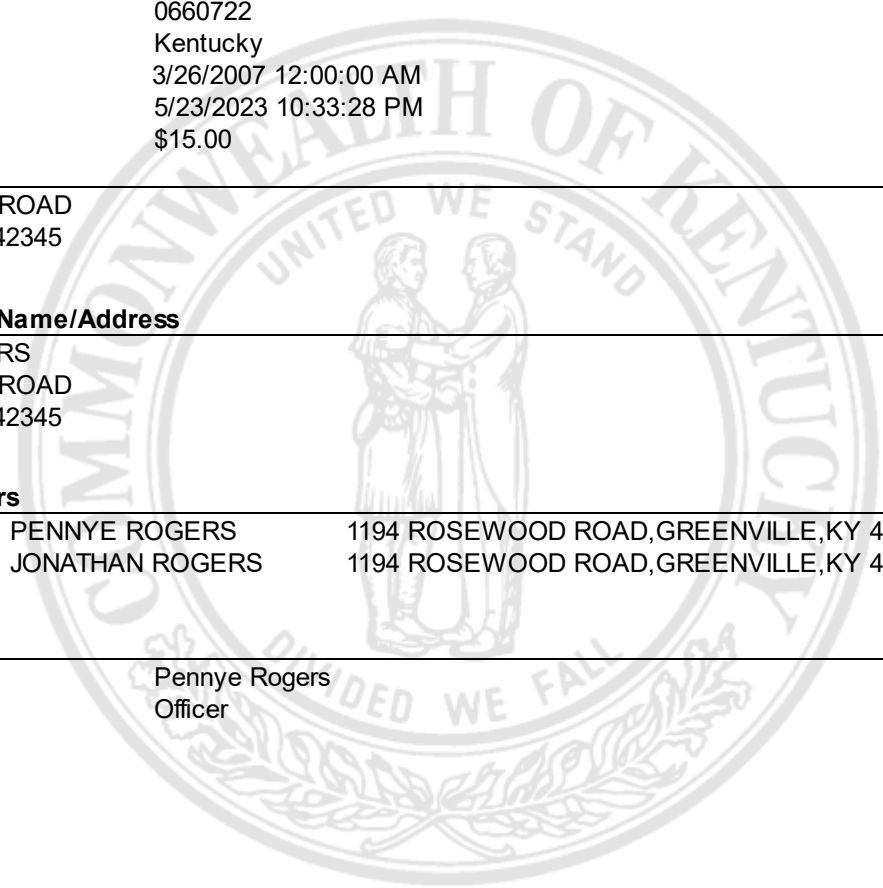 0660722
Kentucky
3/26/2007 12:00:00 AM
5/23/2023 10:33:28 PM
$15.00
ROAD
42345
Name/Address
RS
ROAD
42345
rs
PENNYE ROGERS 1194 ROSEWOOD ROAD,GREENVILLE,KY 4
JONATHAN ROGERS 1194 ROSEWOOD ROAD,GREENVILLE,KY 4
Pennye Rogers
Officer
COMMONWEALTH OF KENTUCKY
UNITED WE STAND
DIVIDED WE FALL